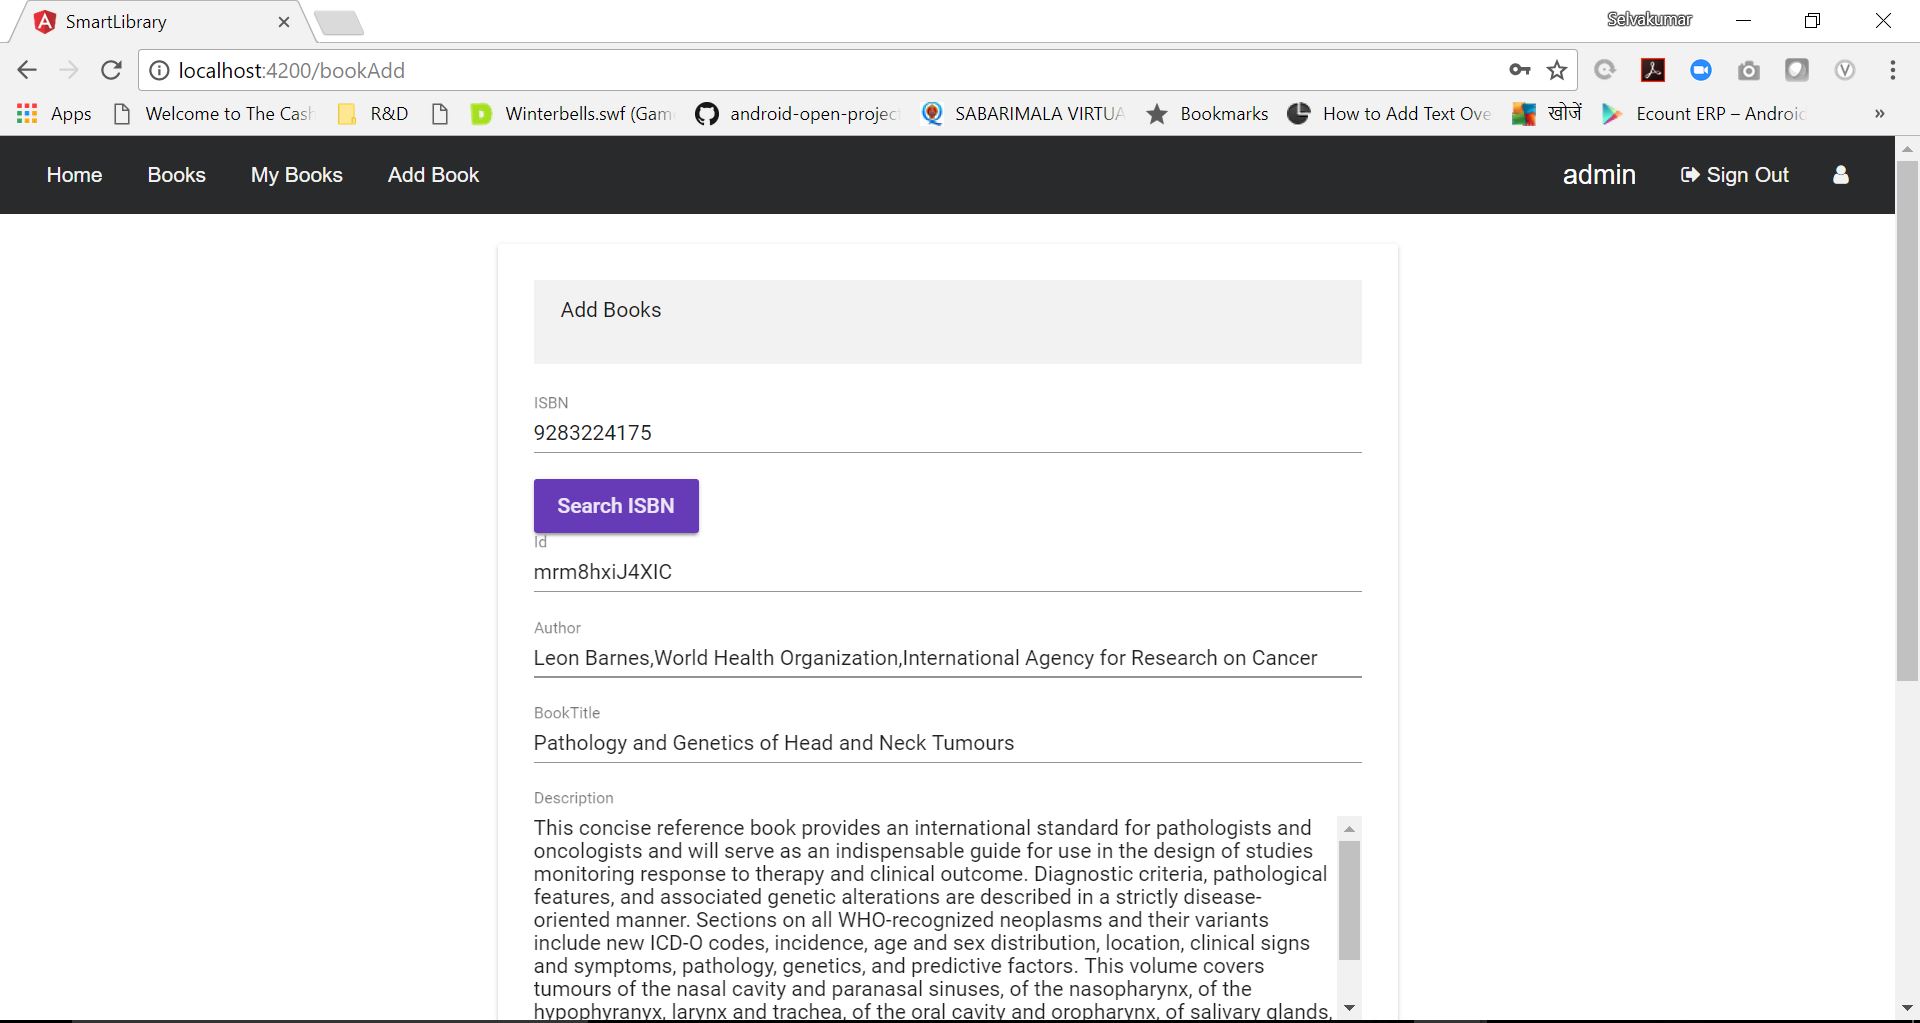 SmartLibrary
Selvakumar
localhost:4200/bookAdd
Apps Welcome to The Cash R&D Winterbells.swf (Gam android-open-projec SABARIMALA VIRTUA Bookmarks How to Add Text Ove खोजें Ecount ERP – Androic »
Home Books My Books Add Book admin Sign Out
Add Books
ISBN
9283224175
Search ISBN
Id
mrm8hxiJ4XIC
Author
Leon Barnes,World Health Organization,International Agency for Research on Cancer
BookTitle
Pathology and Genetics of Head and Neck Tumours
Description
This concise reference book provides an international standard for pathologists and
oncologists and will serve as an indispensable guide for use in the design of studies
monitoring response to therapy and clinical outcome. Diagnostic criteria, pathological
features, and associated genetic alterations are described in a strictly disease-
oriented manner. Sections on all WHO-recognized neoplasms and their variants
include new ICD-O codes, incidence, age and sex distribution, location, clinical signs
and symptoms, pathology, genetics, and predictive factors. This volume covers
tumours of the nasal cavity and paranasal sinuses, of the nasopharynx, of the
hypophyranyx, larynx and trachea, of the oral cavity and oropharynx, of salivary glands,